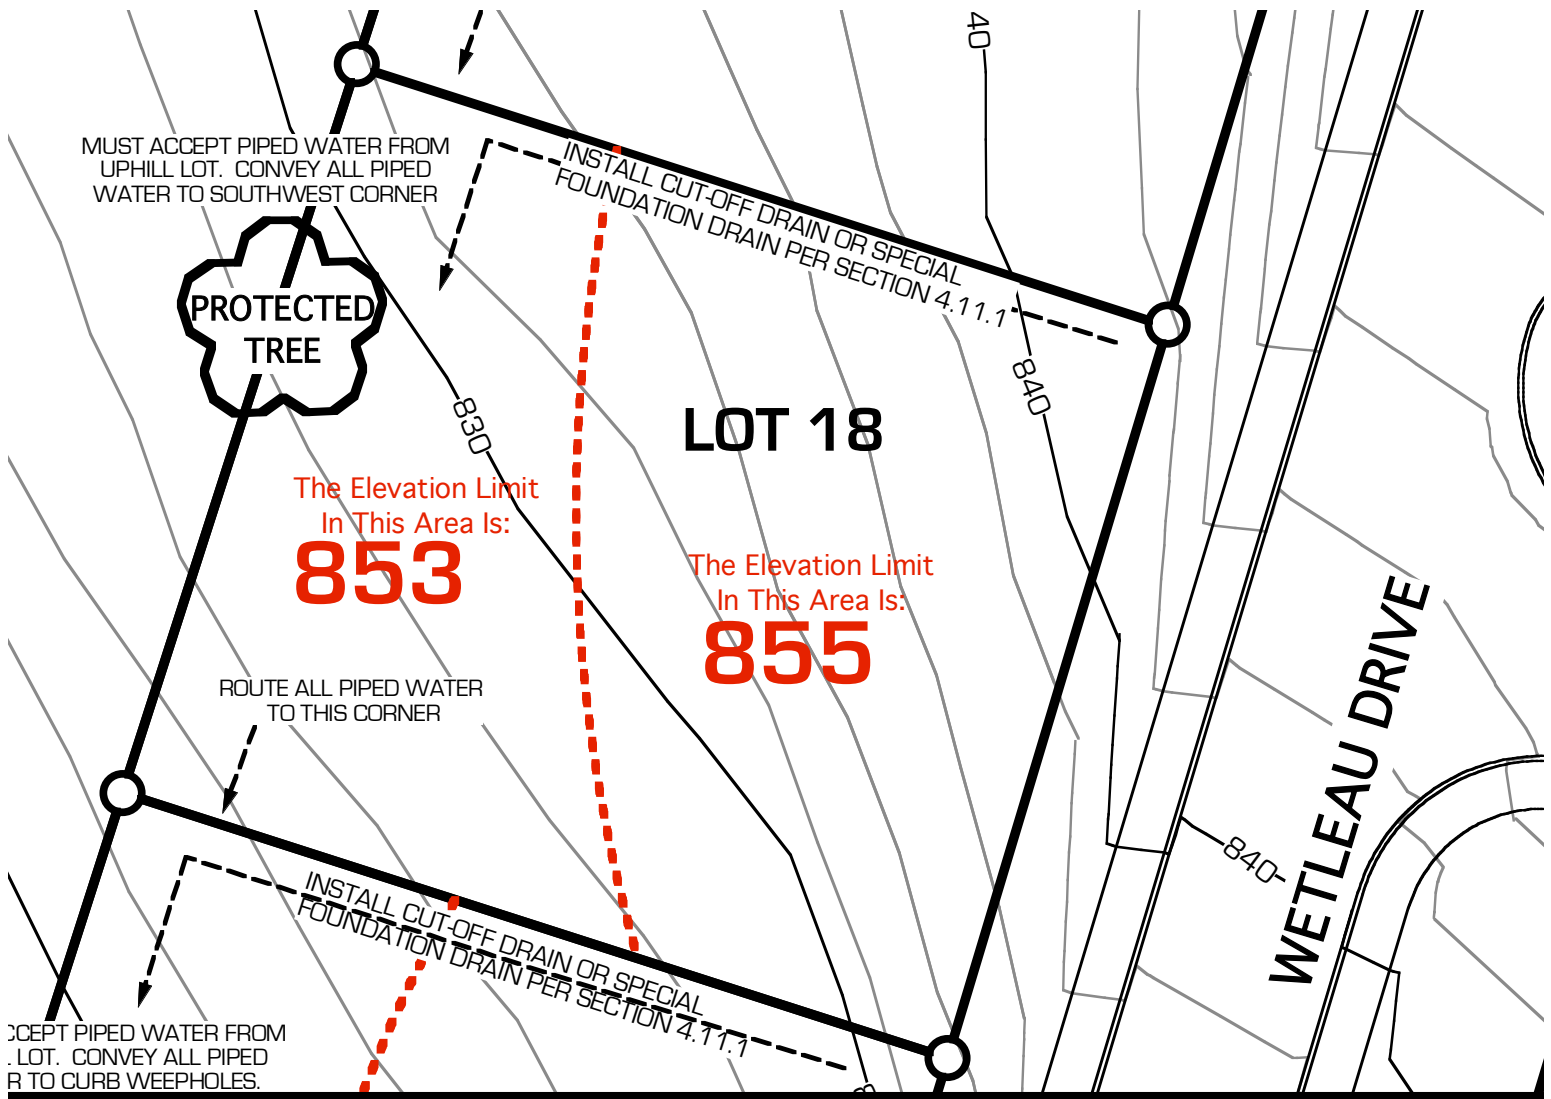 40
MUST ACCEPT PIPED WATER FROM
UPHILL LOT. CONVEY ALL PIPED
WATER TO SOUTHWEST CORNER
INSTALL CUT-OFF DRAIN OR SPECIAL
FOUNDATION DRAIN PER SECTION 4.11.1
PROTECTED
TREE
840
830
LOT 18
The Elevation Limit
In This Area Is:
853
The Elevation Limit
In This Area Is:
855
WETLEAU DRIVE
ROUTE ALL PIPED WATER
TO THIS CORNER
840
INSTALL CUT-OFF DRAIN OR SPECIAL
FOUNDATION DRAIN PER SECTION 4.11.1
CCEPT PIPED WATER FROM
LOT. CONVEY ALL PIPED
R TO CURB WEEPHOLES.